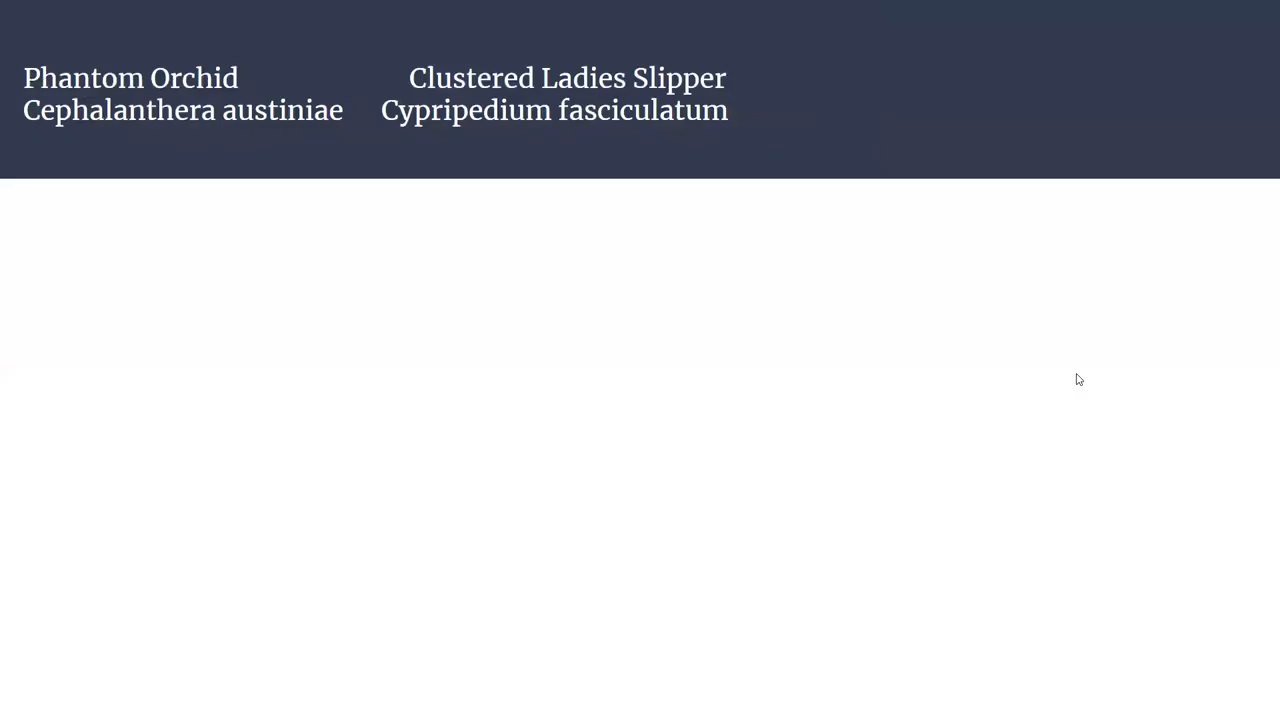 Phantom Orchid Clustered Ladies Slipper
Cephalanthera austiniae Cypripedium fasciculatum